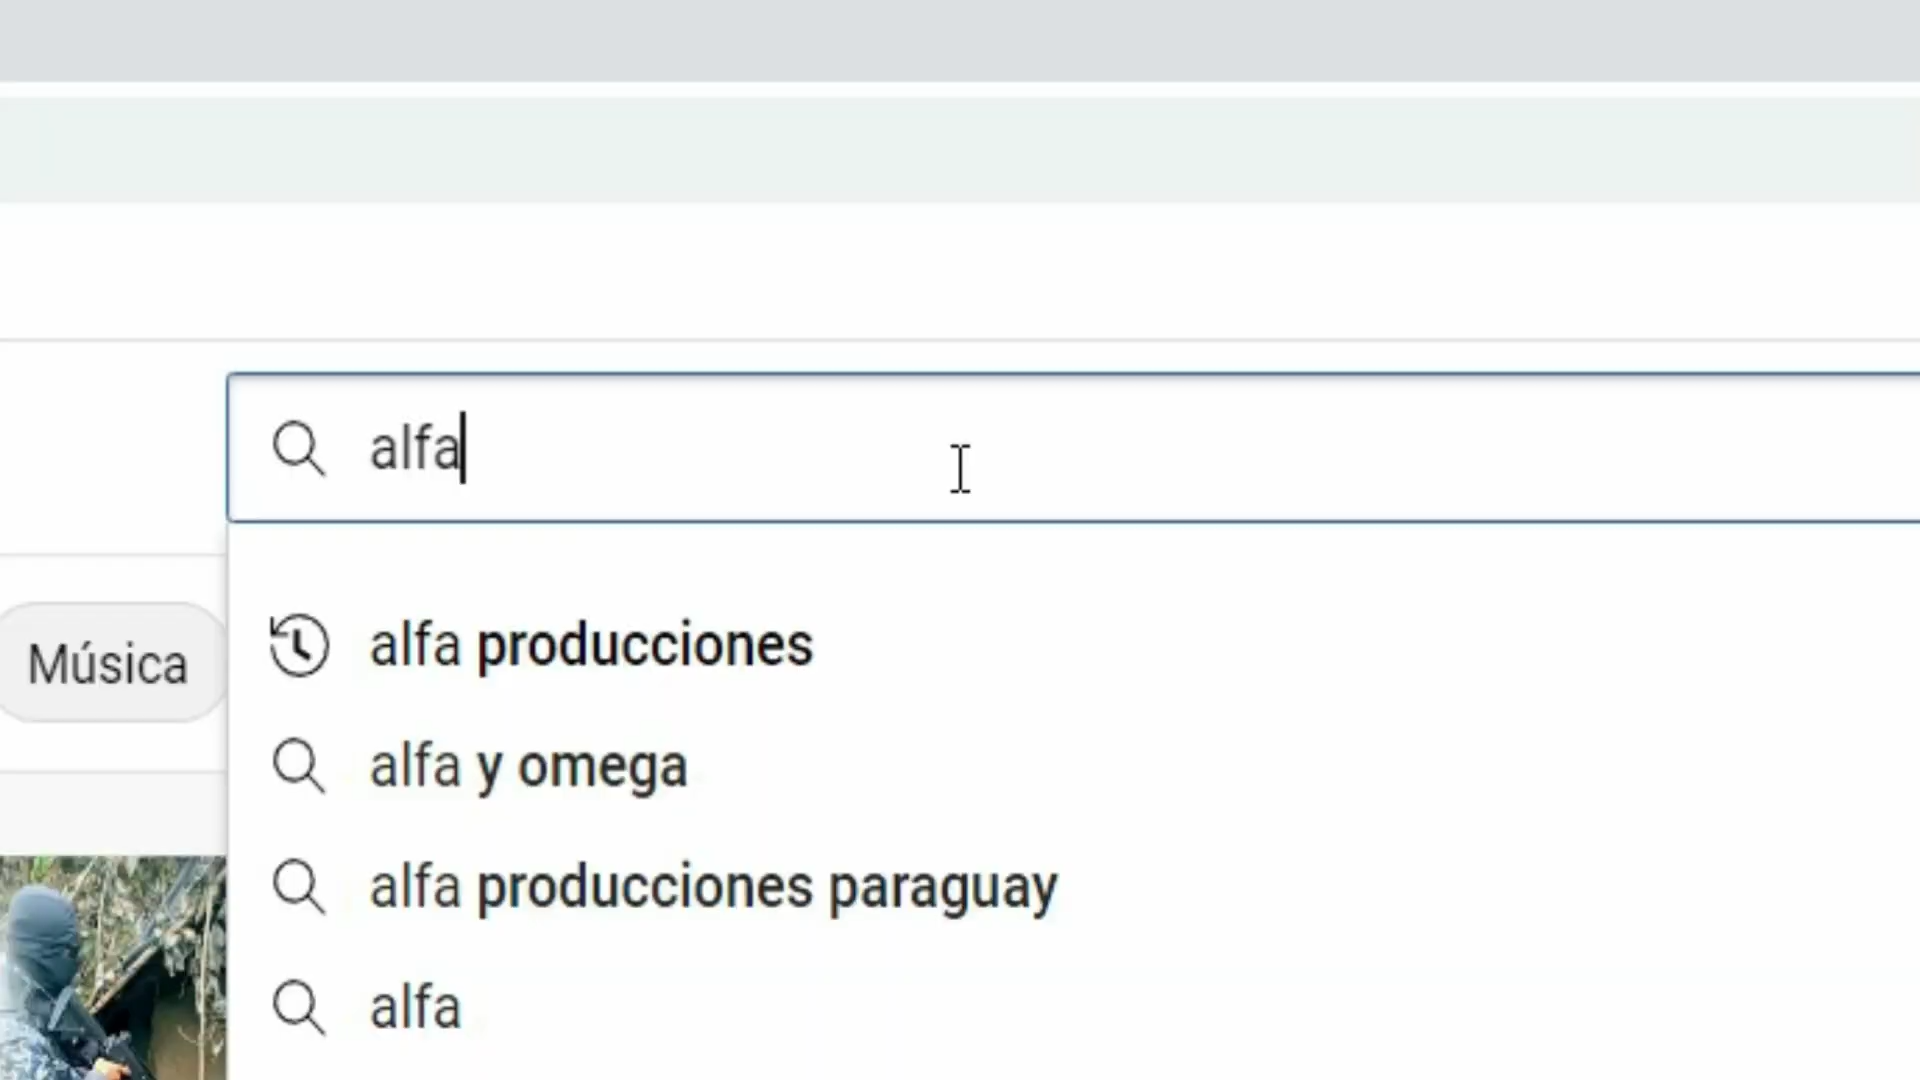 alfa
Música
alfa producciones
alfa y omega
alfa producciones paraguay
alfa